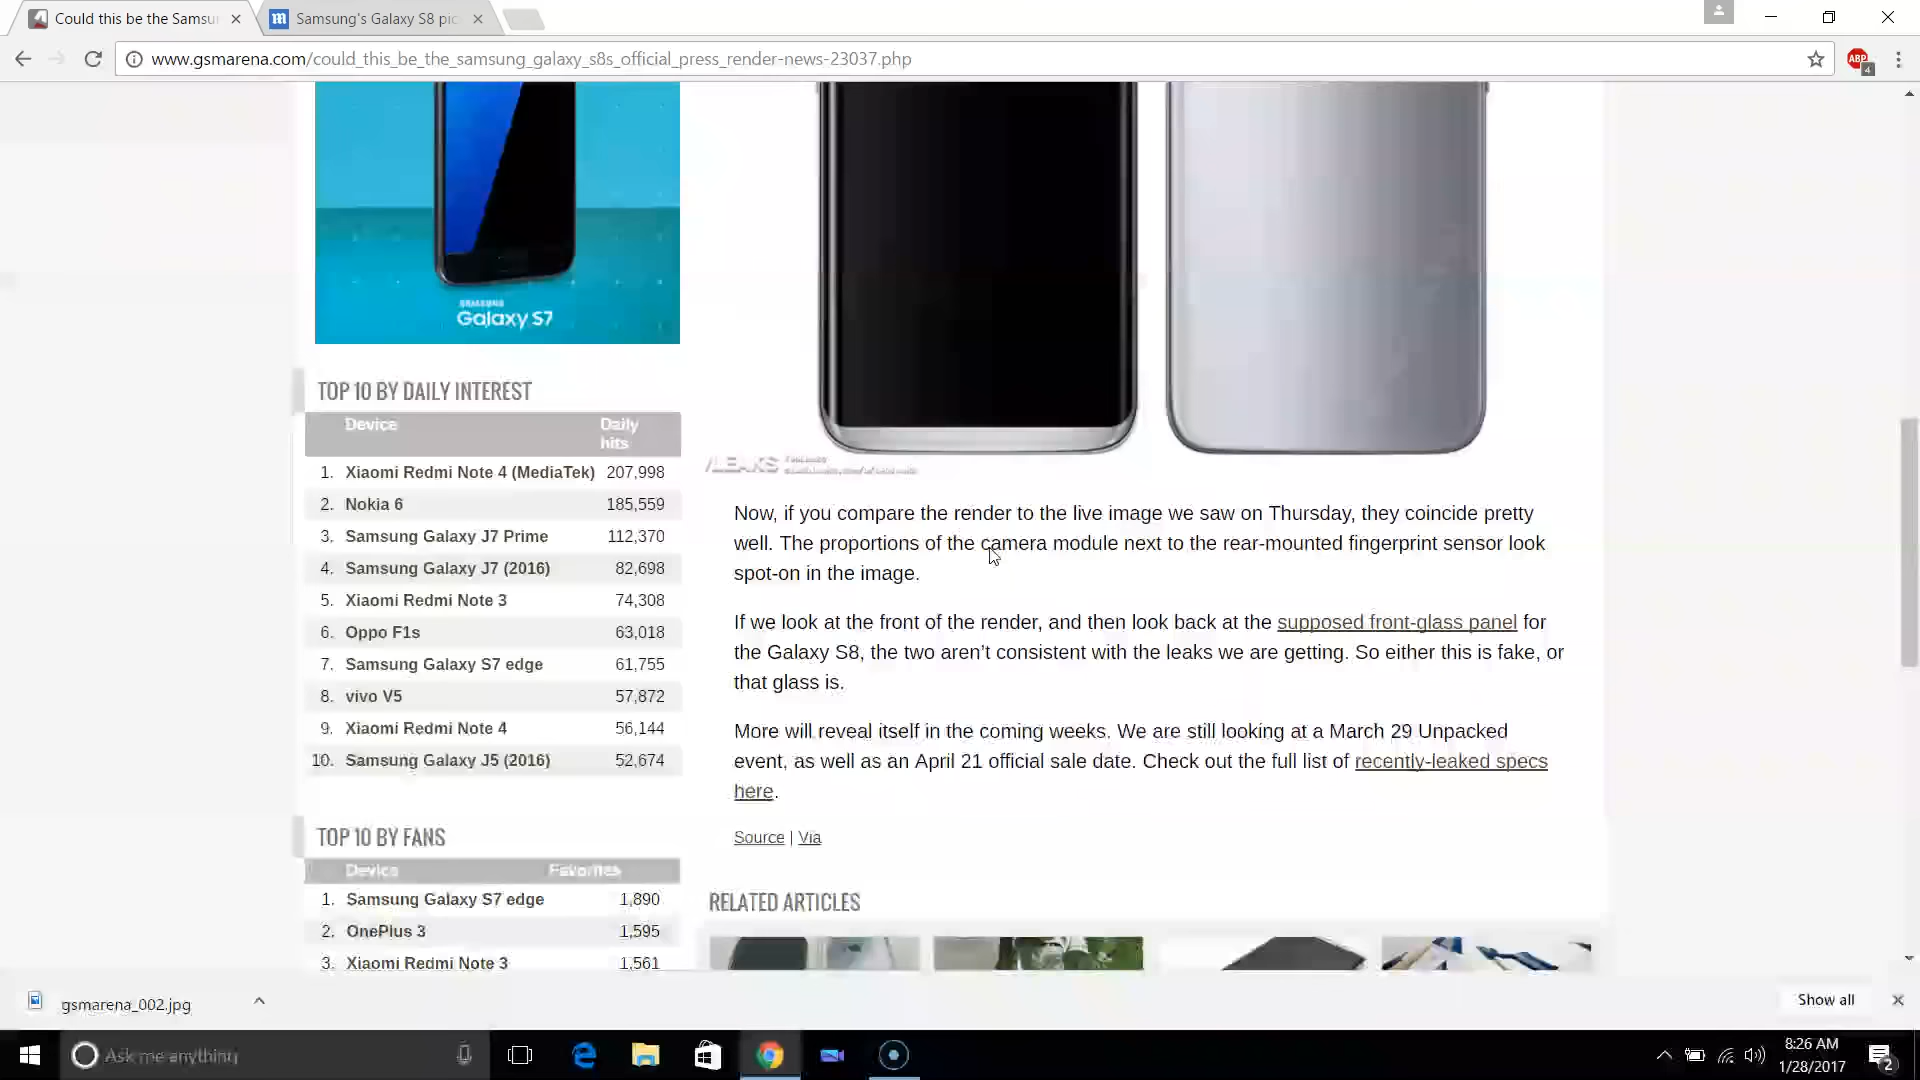 Could this be the Samsu
Samsung's Galaxy S8 pic
www.gsmarena.com/could_this_be_the_samsung_galaxy_s8s_official_press_render-news-23037.php
ABP
4
SAMSUNG
Galaxy S7
TOP 10 BY DAILY INTEREST
Device Daily hits
1. Xiaomi Redmi Note 4 (MediaTek) 207,998
2. Nokia 6 185,559
3. Samsung Galaxy J7 Prime 112,370
4. Samsung Galaxy J7 (2016) 82,698
5. Xiaomi Redmi Note 3 74,308
6. Oppo F1s 63,018
7. Samsung Galaxy S7 edge 61,755
8. vivo V5 57,872
9. Xiaomi Redmi Note 4 56,144
10. Samsung Galaxy J5 (2016) 52,674
TOP 10 BY FANS
Device Favorites
1. Samsung Galaxy S7 edge 1,890
2. OnePlus 3 1,595
3. Xiaomi Redmi Note 3 1,561
/LEAKS
Now, if you compare the render to the live image we saw on Thursday, they coincide pretty
well. The proportions of the camera module next to the rear-mounted fingerprint sensor look
spot-on in the image.
If we look at the front of the render, and then look back at the supposed front-glass panel for
the Galaxy S8, the two aren't consistent with the leaks we are getting. So either this is fake, or
that glass is.
More will reveal itself in the coming weeks. We are still looking at a March 29 Unpacked
event, as well as an April 21 official sale date. Check out the full list of recently-leaked specs
here.
Source | Via
RELATED ARTICLES
gsmarena_002.jpg
Show all
Ask me anything
8:26 AM
1/28/2017
2